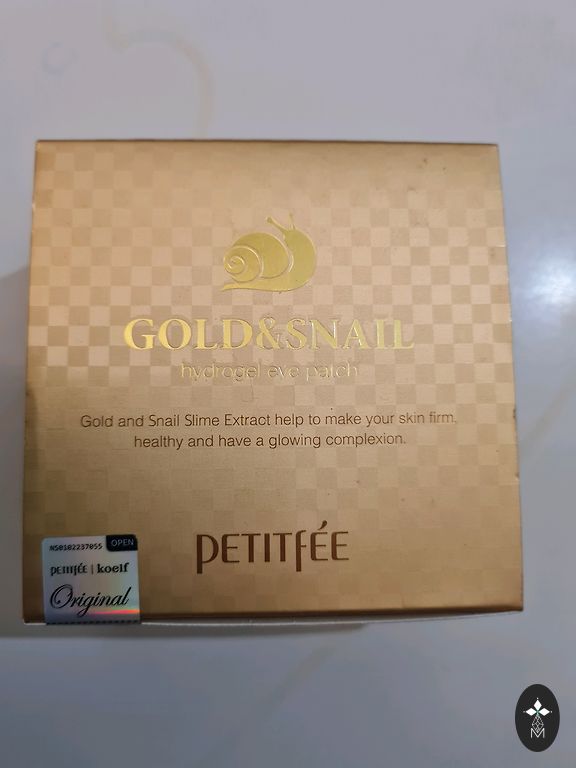 GOLD&SNAIL
hydrogel eye patch
Gold and Snail Slime Extract help to make your skin firm,
healthy and have a glowing complexion.
PETITFÉE
NS0102237055 OPEN
PETITFÉE | koelf
Original
M